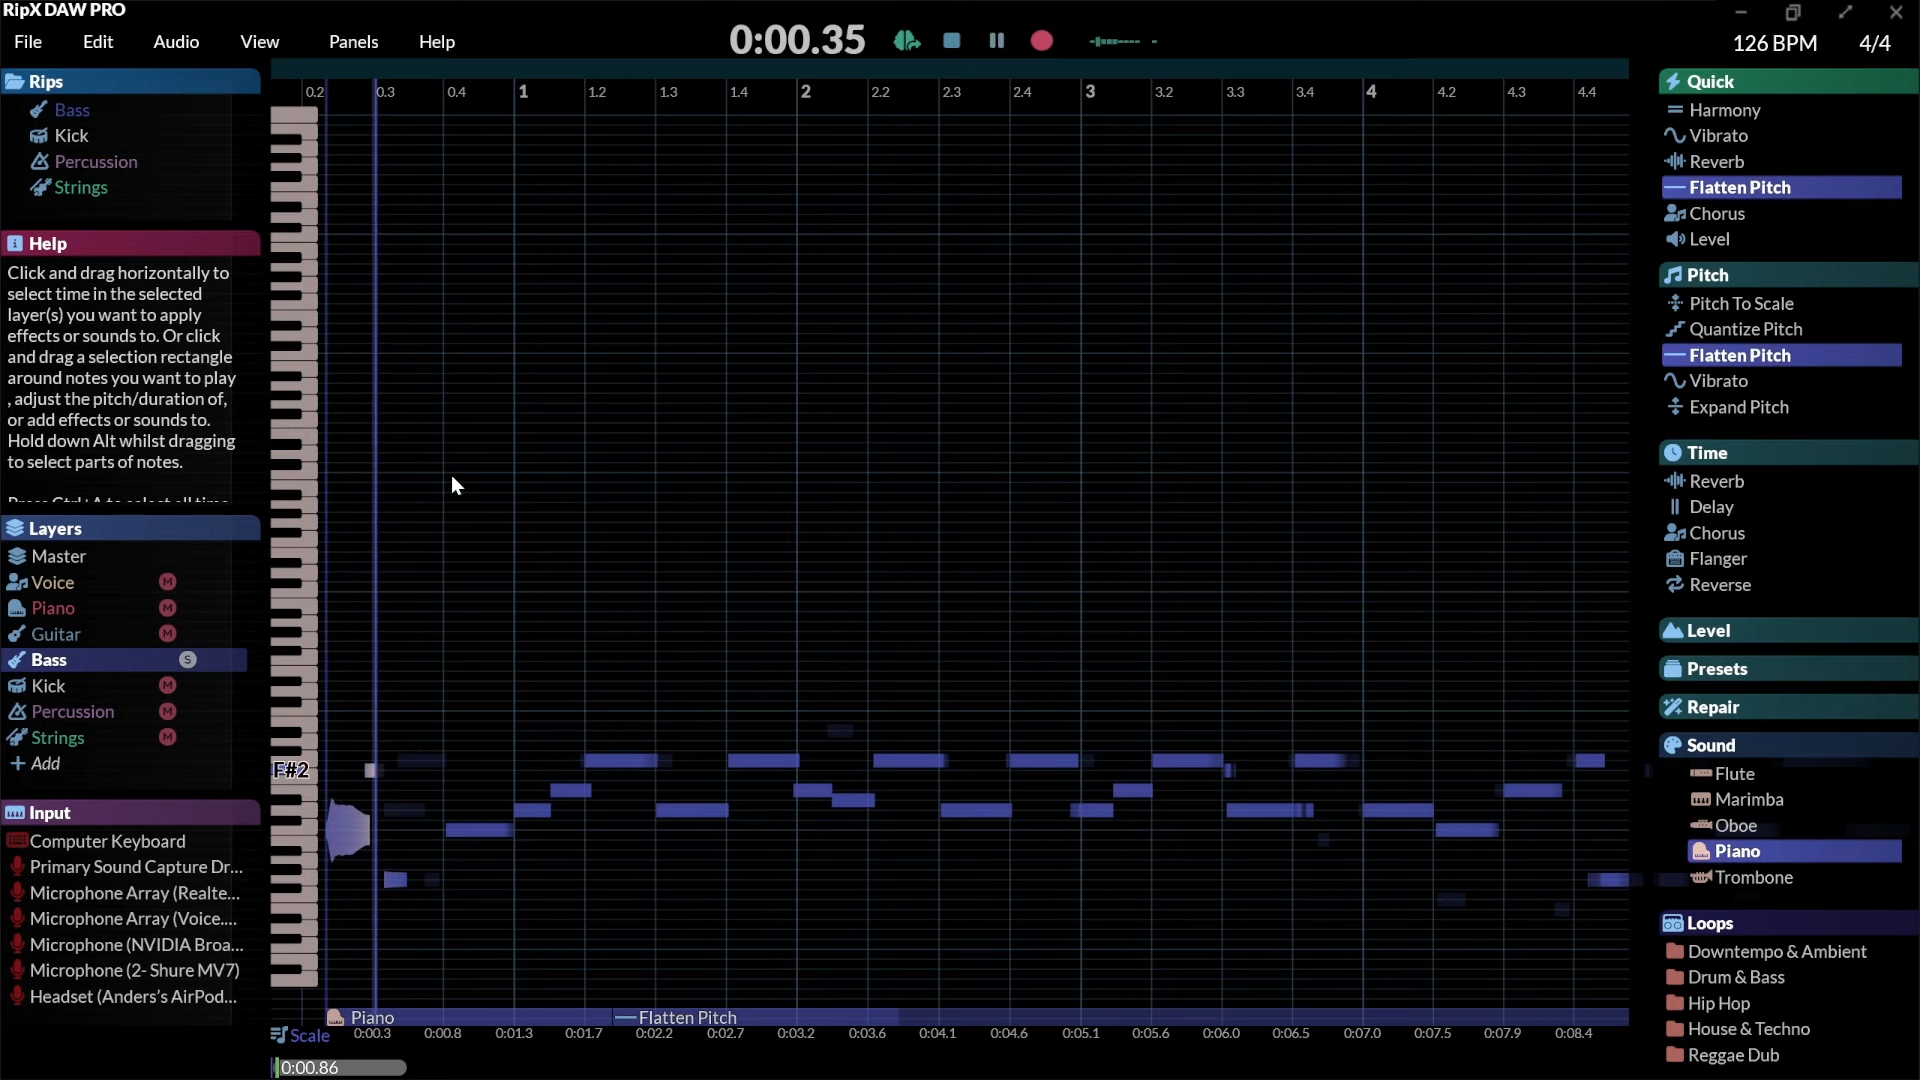 RipX DAW PRO
File Edit Audio View Panels Help
0:00.35
126 BPM 4/4
Rips
Bass
Kick
Percussion
Strings
Help
Click and drag horizontally to
select time in the selected
layer(s) you want to apply
effects or sounds to. Or click
and drag a selection rectangle
around notes you want to play
, adjust the pitch/duration of,
or add effects or sounds to.
Hold down Alt whilst dragging
to select parts of notes.
Press Ctrl+A to select all time
Layers
Master
Voice M
Piano M
Guitar M
Bass S
Kick M
Percussion M
Strings M
+ Add
Input
Computer Keyboard
Primary Sound Capture Dr...
Microphone Array (Realte...
Microphone Array (Voice....
Microphone (NVIDIA Broa...
Microphone (2- Shure MV7)
Headset (Anders's AirPod...
0.2 0.3 0.4 1 1.2 1.3 1.4 2 2.2 2.3 2.4 3 3.2 3.3 3.4 4 4.2 4.3 4.4
F#2
Piano Flatten Pitch
Scale 0:00.3 0:00.8 0:01.3 0:01.7 0:02.2 0:02.7 0:03.2 0:03.6 0:04.1 0:04.6 0:05.1 0:05.6 0:06.0 0:06.5 0:07.0 0:07.5 0:07.9 0:08.4
0:00.86
Quick
Harmony
Vibrato
Reverb
Flatten Pitch
Chorus
Level
Pitch
Pitch To Scale
Quantize Pitch
Flatten Pitch
Vibrato
Expand Pitch
Time
Reverb
Delay
Chorus
Flanger
Reverse
Level
Presets
Repair
Sound
Flute
Marimba
Oboe
Piano
Trombone
Loops
Downtempo & Ambient
Drum & Bass
Hip Hop
House & Techno
Reggae Dub